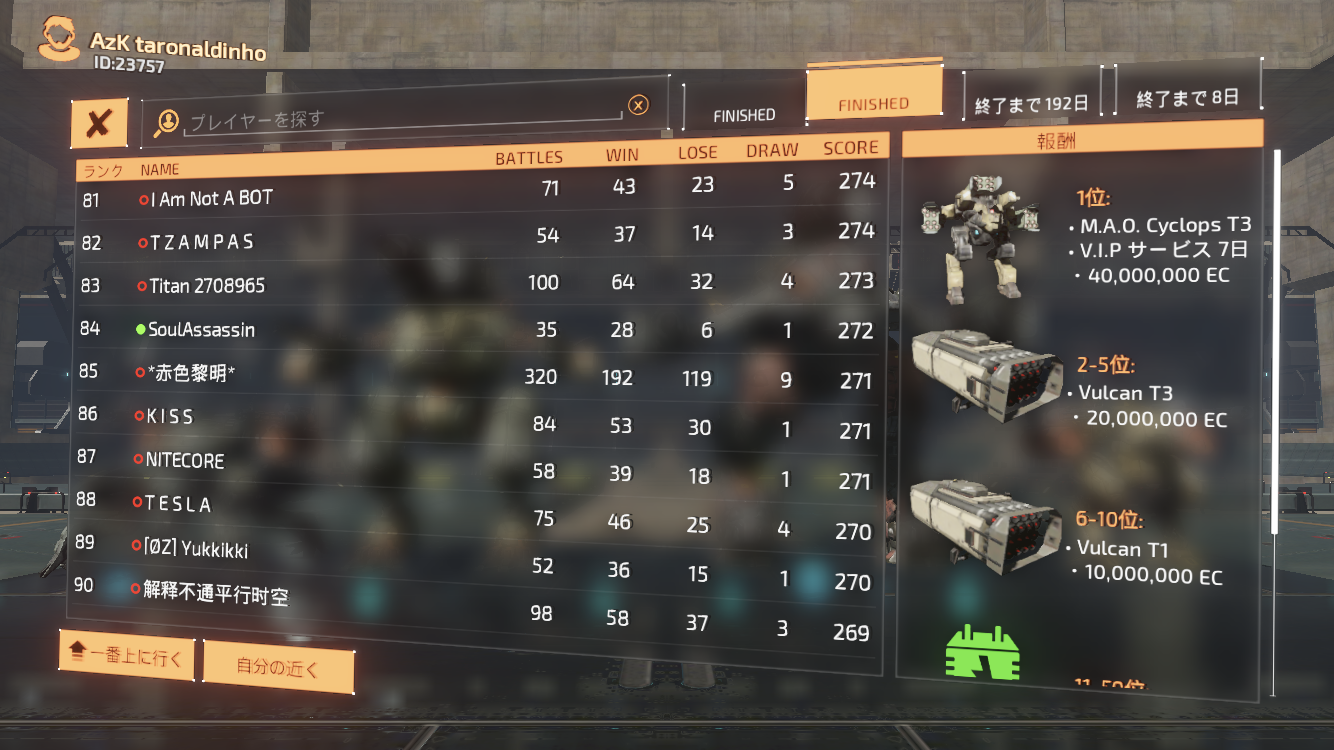 AzK taronaldinho
ID:23757
プレイヤーを探す
FINISHED
FINISHED
終了まで 192日
終了まで 8日
ランク NAME BATTLES WIN LOSE DRAW SCORE
81 I Am Not A BOT 71 43 23 5 274
82 T Z A M P A S 54 37 14 3 274
83 Titan 2708965 100 64 32 4 273
84 SoulAssassin 35 28 6 1 272
85 *赤色黎明* 320 192 119 9 271
86 K I S S 84 53 30 1 271
87 NITECORE 58 39 18 1 271
88 T E S L A 75 46 25 4 270
89 [ØZ] Yukkikki 52 36 15 1 270
90 解释不通平行时空 98 58 37 3 269
一番上に行く
自分の近く
報酬
1位:
• M.A.O. Cyclops T3
• V.I.P サービス 7日
• 40,000,000 EC
2-5位:
• Vulcan T3
• 20,000,000 EC
6-10位:
• Vulcan T1
• 10,000,000 EC
11-50位: